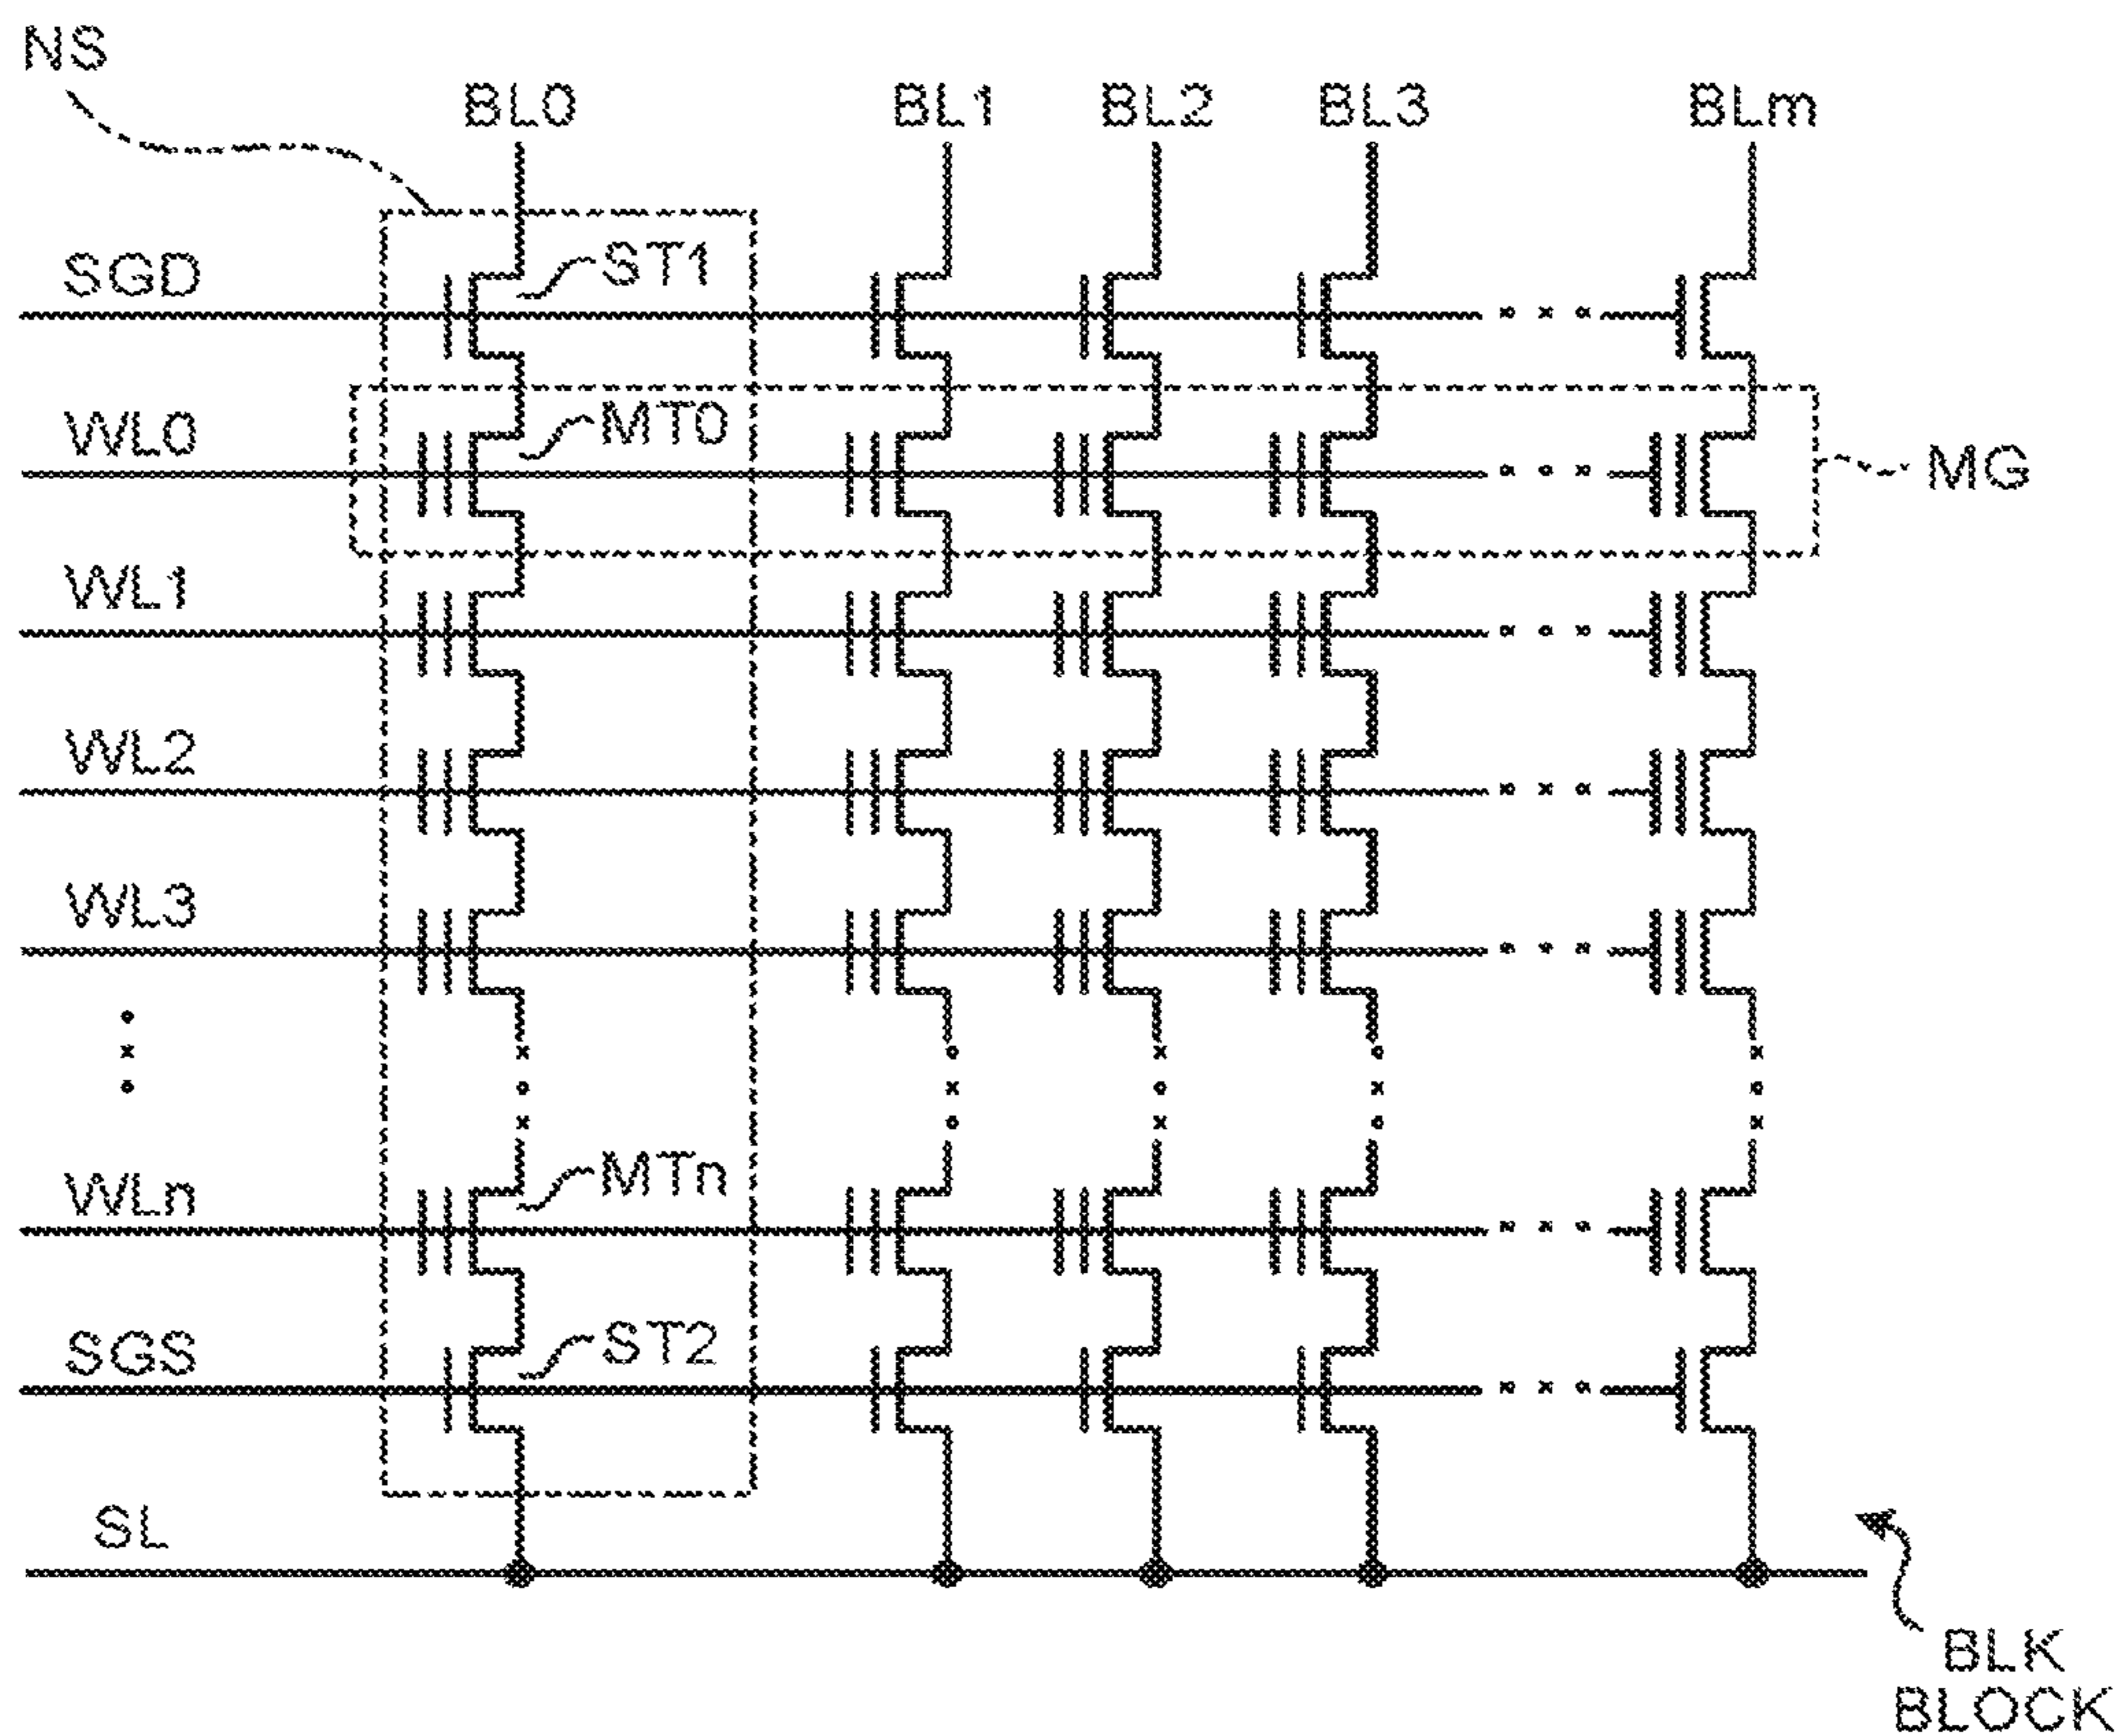 NS
BL0 BL1 BL2 BL3 BLm
SGD
ST1
WL0
MT0
MG
WL1
WL2
WL3
WLn
MTn
SGS
ST2
SL
BLK
BLOCK